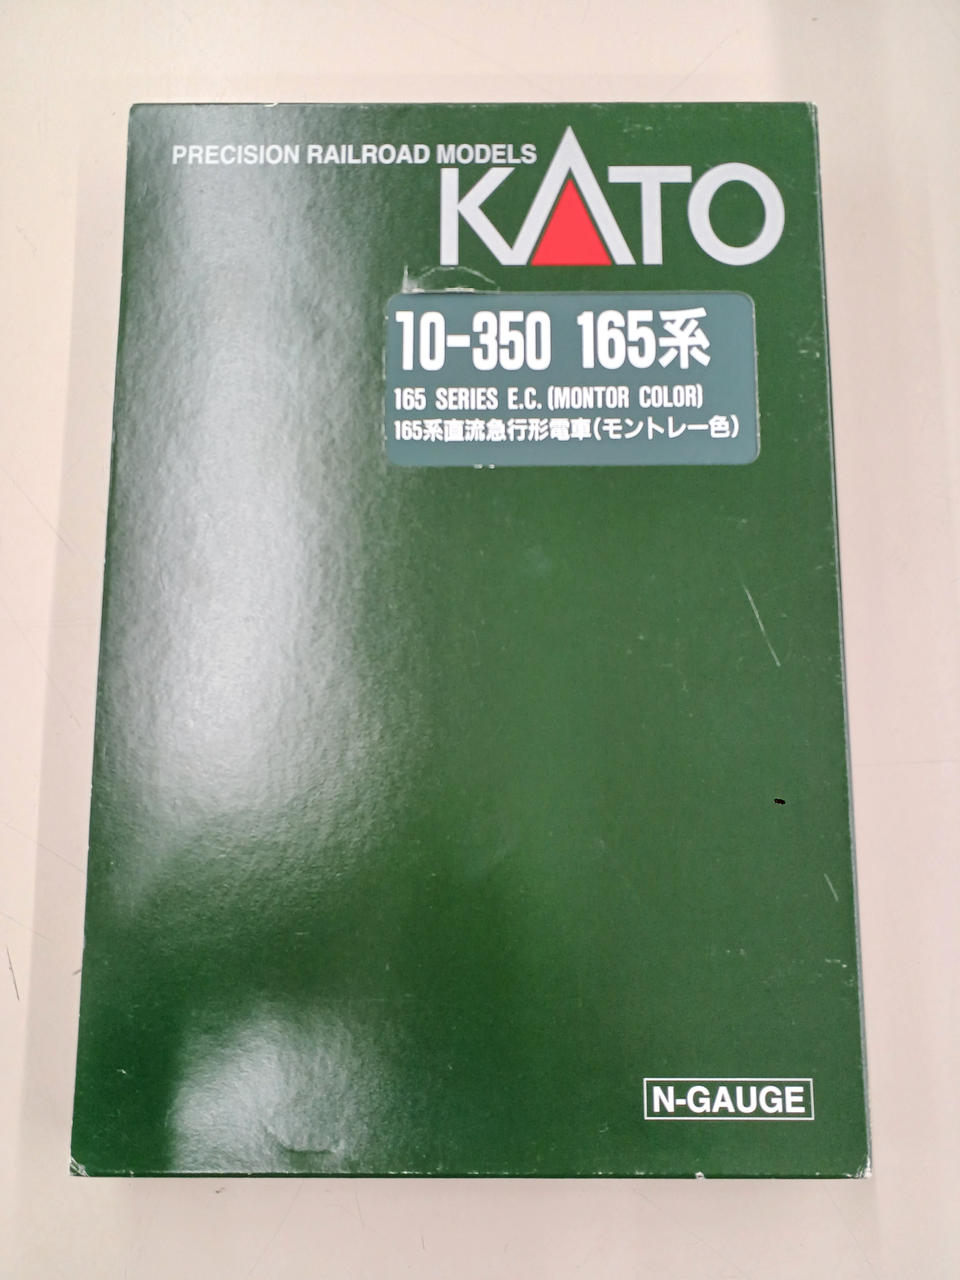 PRECISION RAILROAD MODELS
KATO
10-350 165系
165 SERIES E.C. (MONTOR COLOR)
165系直流急行形電車(モントレー色)
N-GAUGE